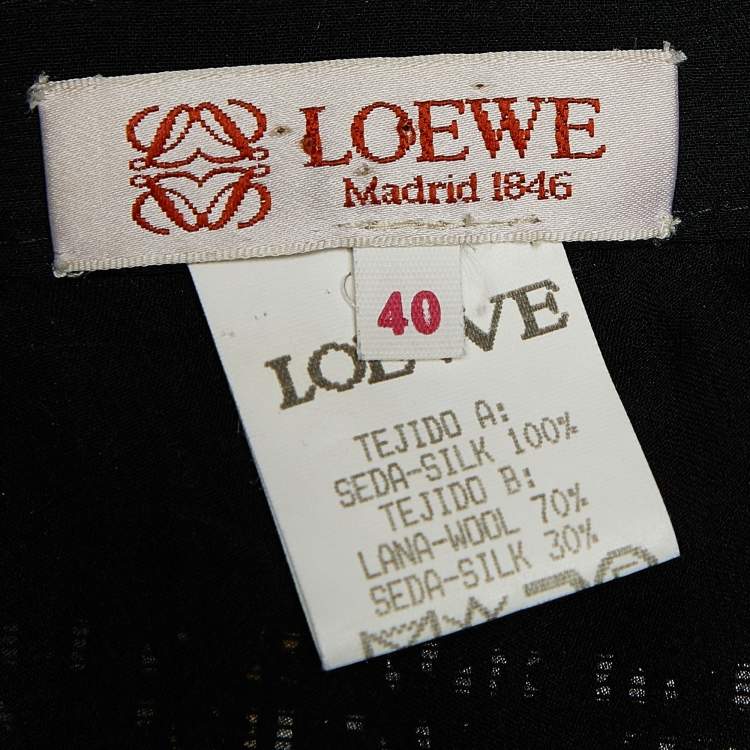 LOEWE
Madrid 1846
40
LOEWE
TEJIDO A:
SEDA-SILK 100%
TEJIDO B:
LANA-WOOL 70%
SEDA-SILK 30%